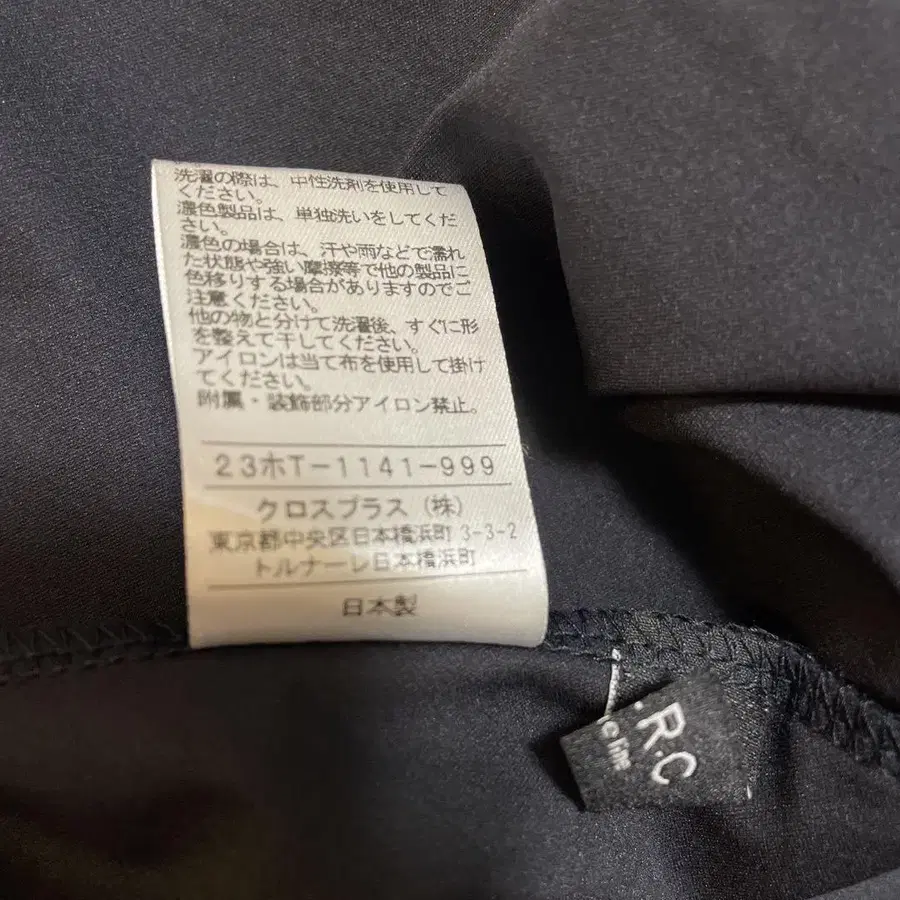 洗濯の際は、中性洗剤を使用して
ください。
濃色製品は、単独洗いをしてくだ
さい。
濃色の場合は、汗や雨などで濡れ
た状態や強い摩擦等で他の製品に
色移りする場合がありますのでご
注意ください。
他の物と分けて洗濯後、すぐに形
を整えて干してください。
アイロンは当て布を使用して掛け
てください。
附属・装飾部分アイロン禁止。
23ホT-1141-999
クロスプラス(株)
東京都中央区日本橋浜町 3-3-2
トルナーレ日本橋浜町
日本製
.R.C
line